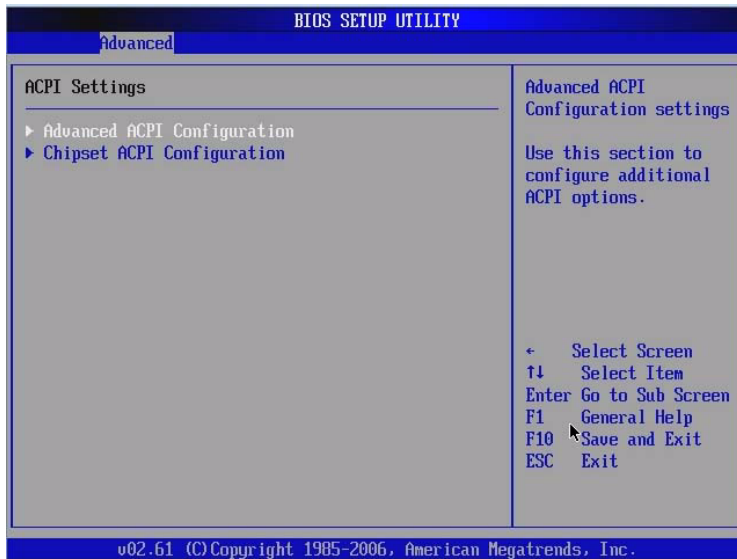 BIOS SETUP UTILITY
Advanced
ACPI Settings
▶ Advanced ACPI Configuration
▶ Chipset ACPI Configuration
Advanced ACPI
Configuration settings
Use this section to
configure additional
ACPI options.
← Select Screen
↑↓ Select Item
Enter Go to Sub Screen
F1 General Help
F10 Save and Exit
ESC Exit
v02.61 (C)Copyright 1985-2006, American Megatrends, Inc.